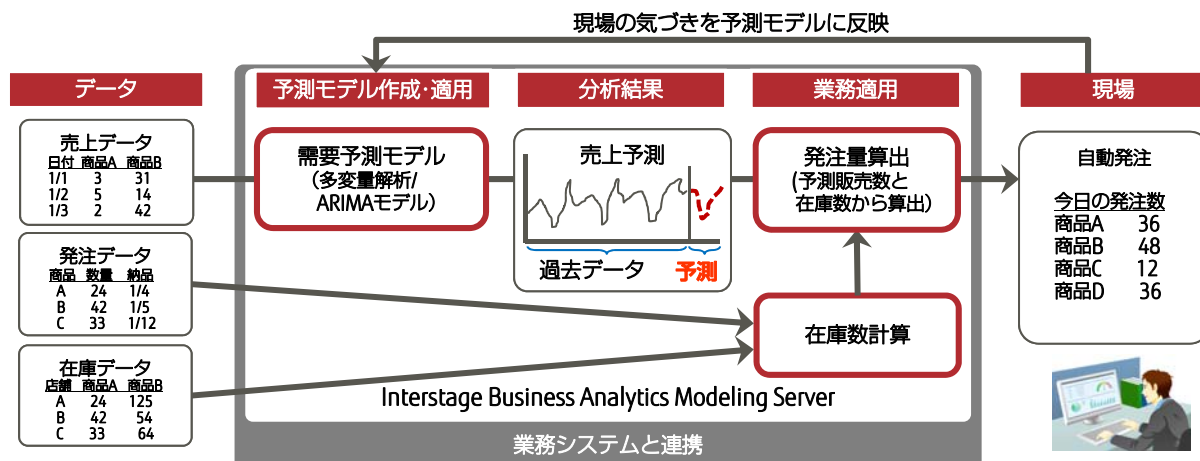 現場の気づきを予測モデルに反映
データ
売上データ
日付 商品A 商品B
1/1 3 31
1/2 5 14
1/3 2 42
発注データ
商品 数量 納品
A 24 1/4
B 42 1/5
C 33 1/12
在庫データ
店舗 商品A 商品B
A 24 125
B 42 54
C 33 64
予測モデル作成・適用
需要予測モデル
(多変量解析/
ARIMAモデル)
分析結果
売上予測
過去データ 予測
業務適用
発注量算出
(予測販売数と
在庫数から算出)
在庫数計算
Interstage Business Analytics Modeling Server
業務システムと連携
現場
自動発注
今日の発注数
商品A 36
商品B 48
商品C 12
商品D 36